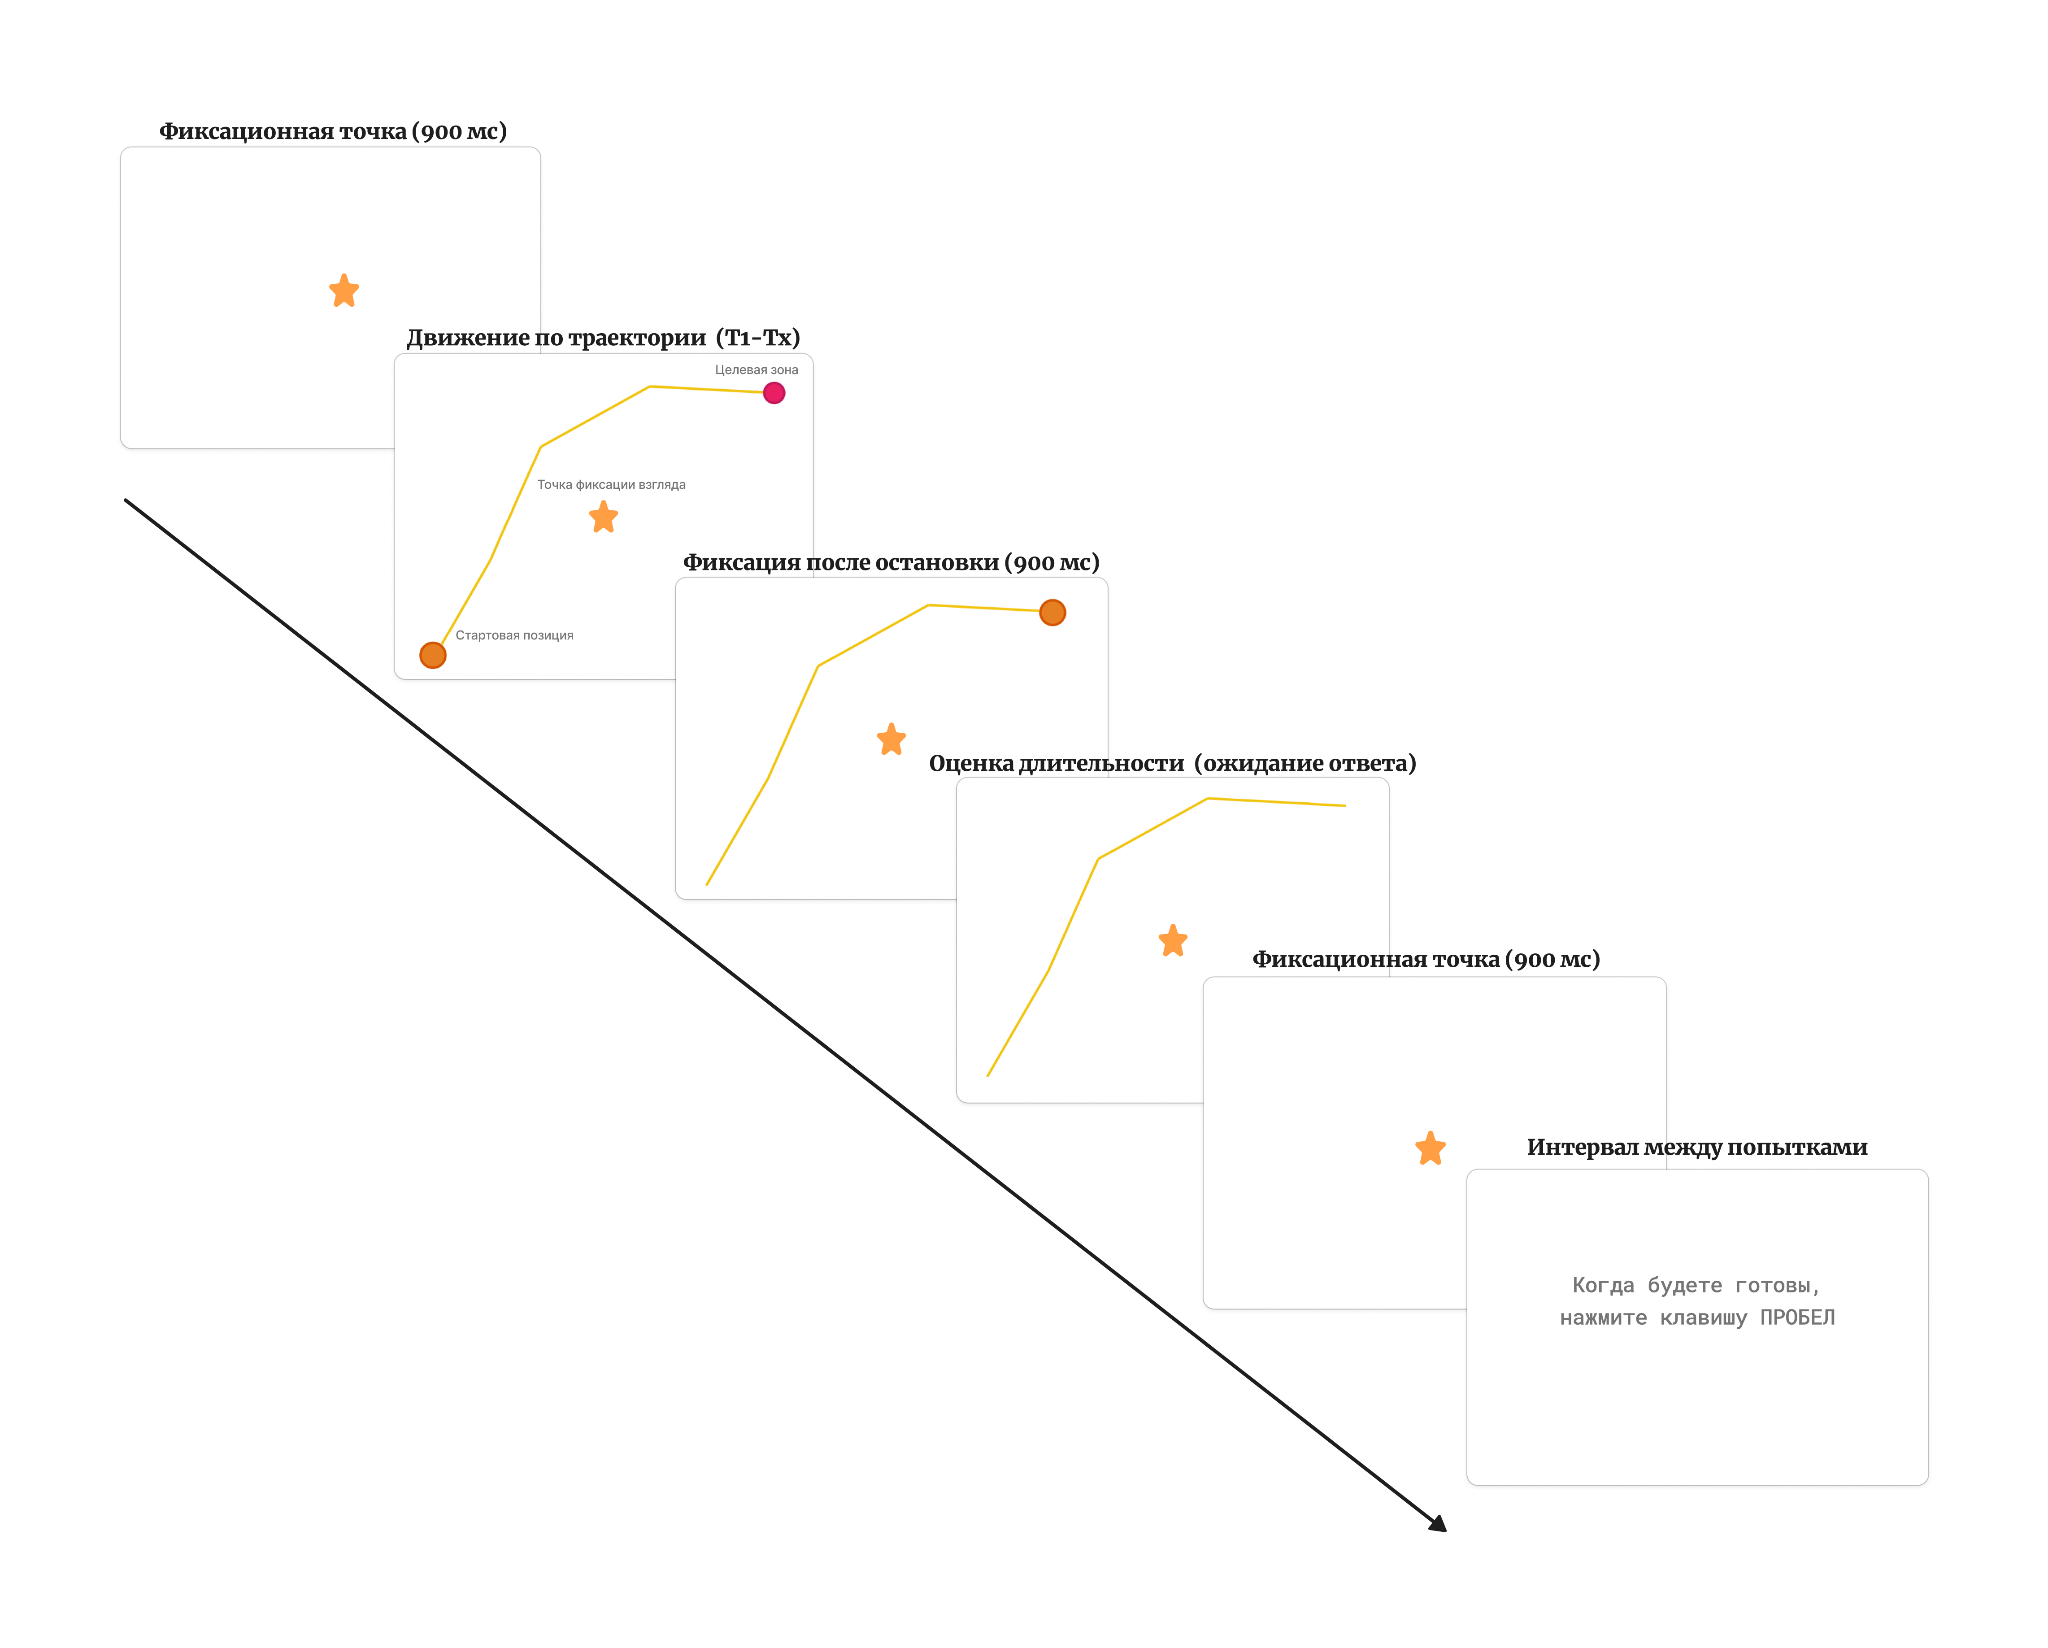 Фиксационная точка (900 мс)
Движение по траектории (T1-Tx)
Целевая зона
Точка фиксации взгляда
Стартовая позиция
Фиксация после остановки (900 мс)
Оценка длительности (ожидание ответа)
Фиксационная точка (900 мс)
Интервал между попытками
Когда будете готовы,
нажмите клавишу ПРОБЕЛ